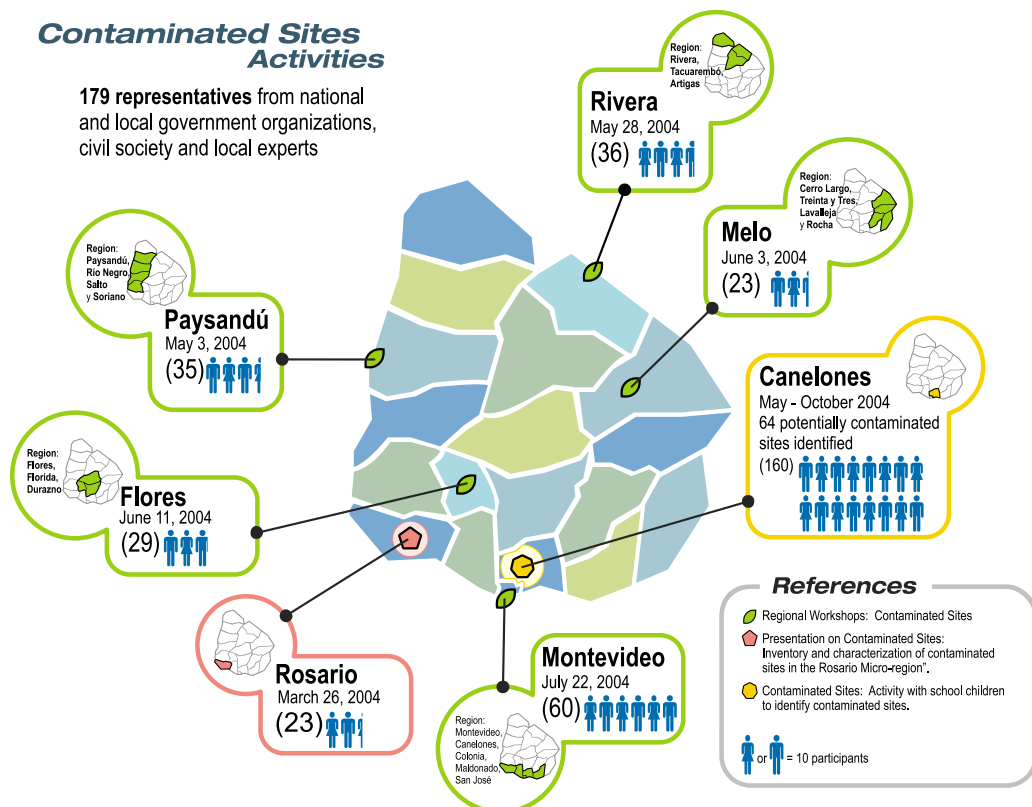 Contaminated Sites
Activities
179 representatives from national
and local government organizations,
civil society and local experts
Region:
Rivera,
Tacuarembó,
Artigas
Rivera
May 28, 2004
(36)
Region:
Cerro Largo,
Treinta y Tres,
Lavalleja
y Rocha
Melo
June 3, 2004
(23)
Region:
Paysandú,
Río Negro,
Salto
y Soriano
Paysandú
May 3, 2004
(35)
Canelones
May - October 2004
64 potentially contaminated
sites identified
(160)
Region:
Flores,
Florida,
Durazno
Flores
June 11, 2004
(29)
Rosario
March 26, 2004
(23)
Montevideo
July 22, 2004
(60)
Region:
Montevideo,
Canelones,
Colonia,
Maldonado,
San José
References
Regional Workshops: Contaminated Sites
Presentation on Contaminated Sites:
Inventory and characterization of contaminated
sites in the Rosario Micro-region".
Contaminated Sites: Activity with school children
to identify contaminated sites.
or = 10 participants